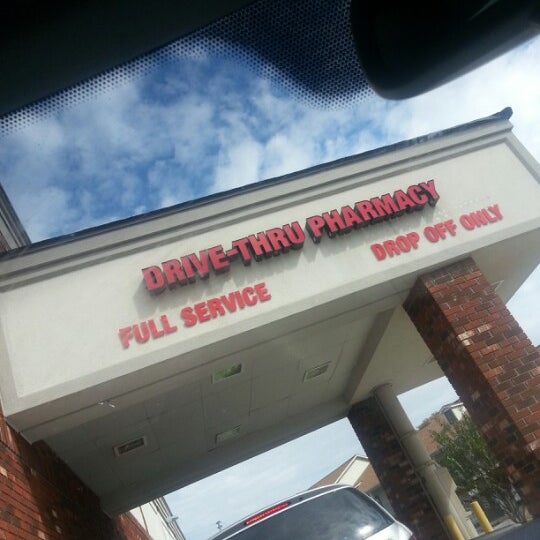 DRIVE-THRU PHARMACY
FULL SERVICE
DROP OFF ONLY